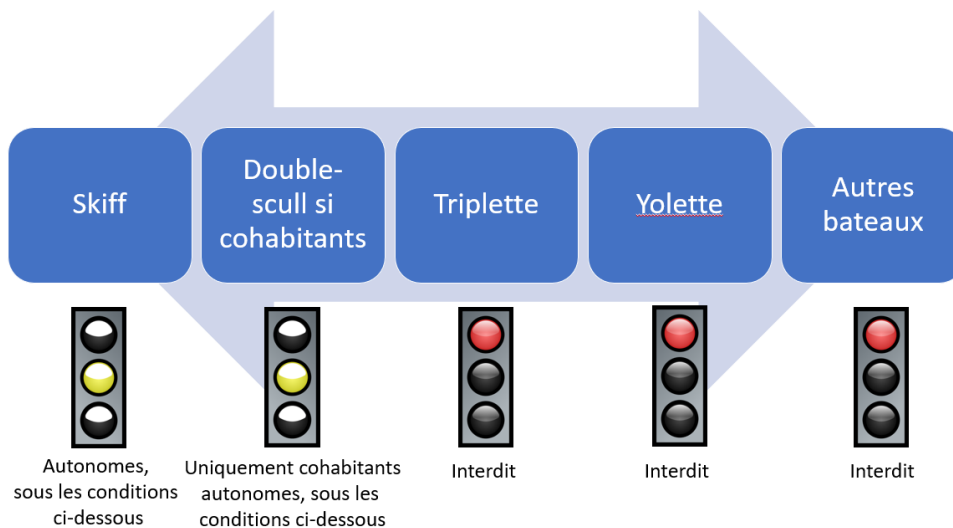 Skiff
Double-
scull si
cohabitants
Triplette
Yolette
Autres
bateaux
Autonomes,
sous les conditions
ci-dessous
Uniquement cohabitants
autonomes, sous les
conditions ci-dessous
Interdit
Interdit
Interdit